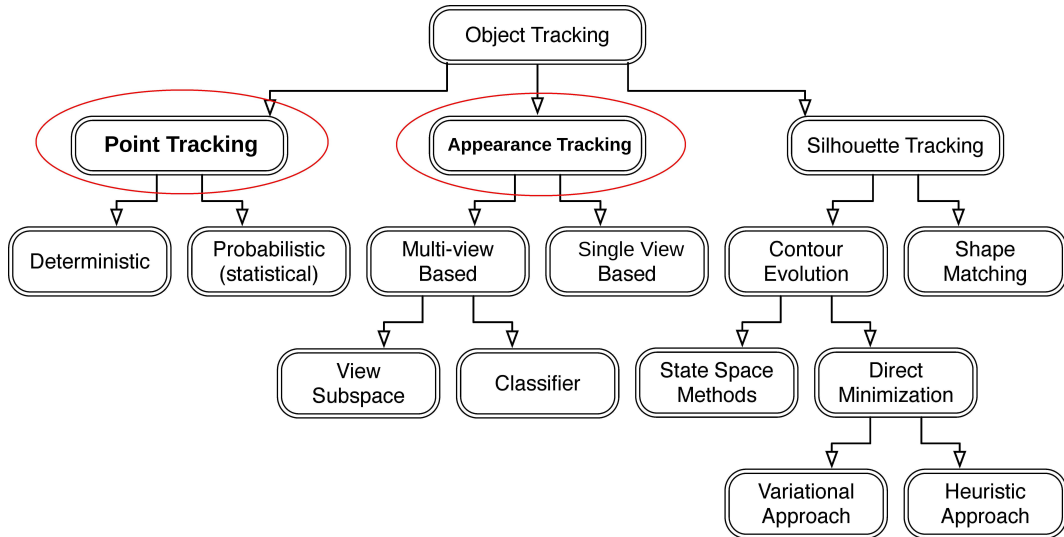 Object Tracking
Point Tracking
Appearance Tracking
Silhouette Tracking
Deterministic
Probabilistic
(statistical)
Multi-view
Based
Single View
Based
Contour
Evolution
Shape
Matching
View
Subspace
Classifier
State Space
Methods
Direct
Minimization
Variational
Approach
Heuristic
Approach